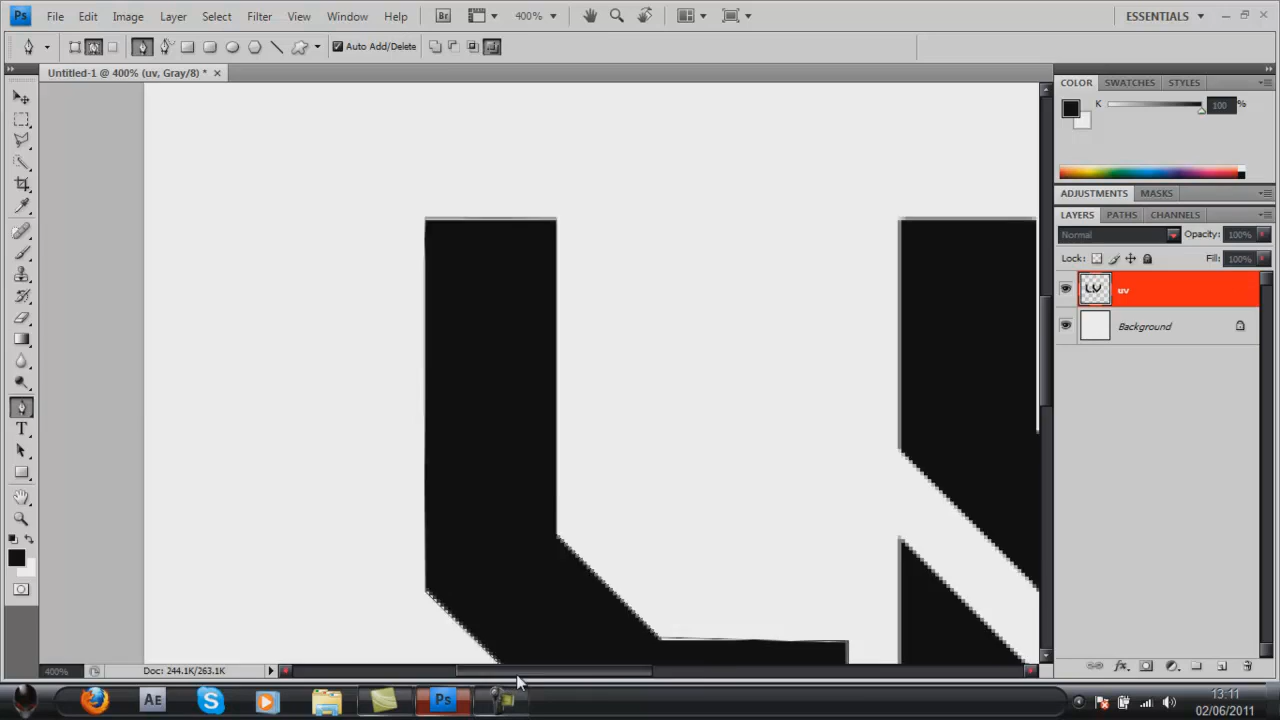 Ps File Edit Image Layer Select Filter View Window Help Br 400% ESSENTIALS
Auto Add/Delete
Untitled-1 @ 400% (uv, Gray/8) *
COLOR SWATCHES STYLES
K 100 %
ADJUSTMENTS MASKS
LAYERS PATHS CHANNELS
Normal Opacity: 100%
Lock: Fill: 100%
uv
Background
T
400% Doc: 244.1K/263.1K
AE Ps 13:11
02/06/2011